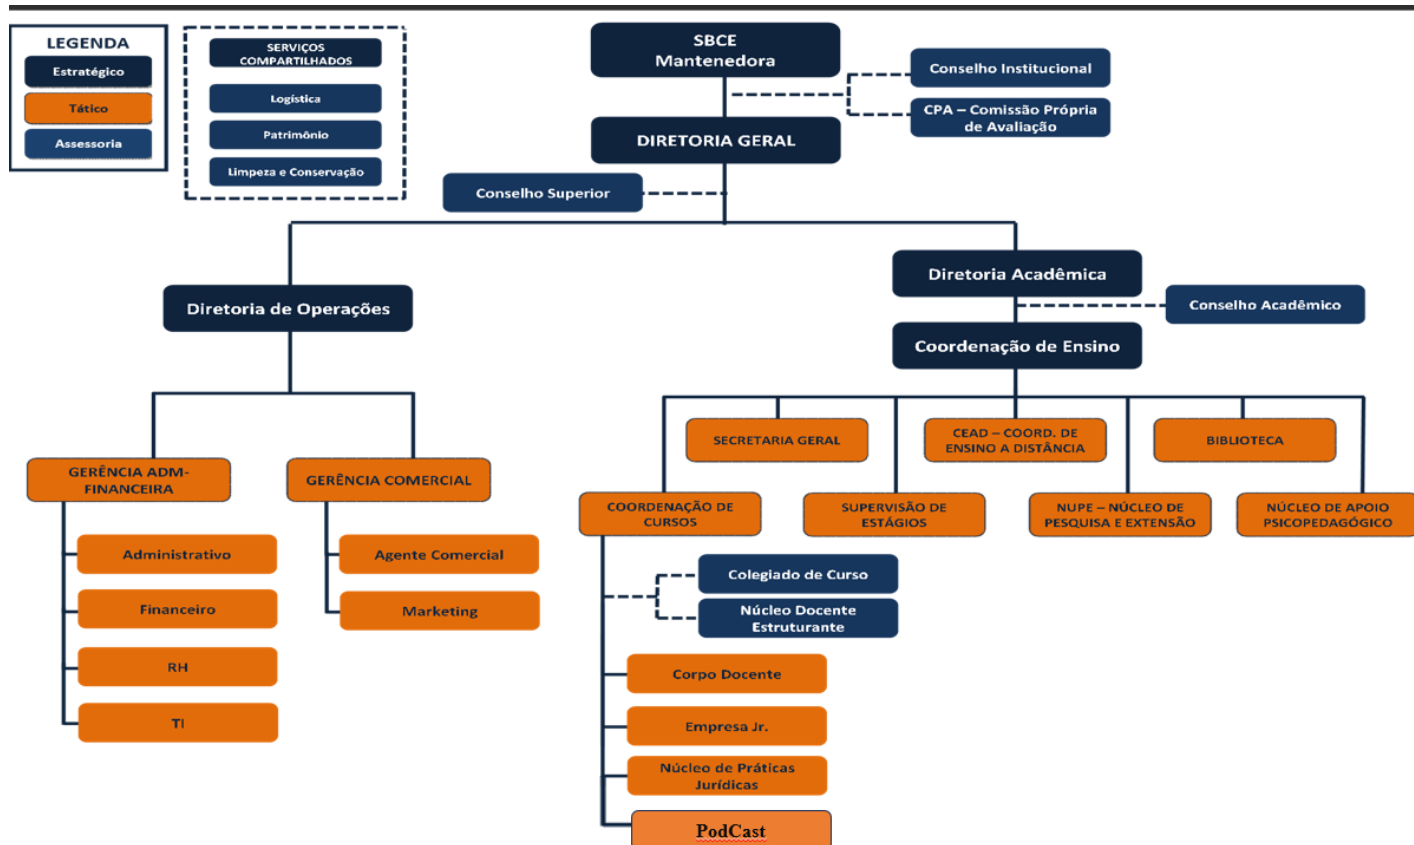 LEGENDA
Estratégico
Tático
Assessoria
SERVIÇOS
COMPARTILHADOS
Logística
Patrimônio
Limpeza e Conservação
SBCE
Mantenedora
Conselho Institucional
CPA – Comissão Própria
de Avaliação
DIRETORIA GERAL
Conselho Superior
Diretoria de Operações
Diretoria Acadêmica
Conselho Acadêmico
Coordenação de Ensino
GERÊNCIA ADM-
FINANCEIRA
Administrativo
Financeiro
RH
TI
GERÊNCIA COMERCIAL
Agente Comercial
Marketing
SECRETARIA GERAL
CEAD – COORD. DE
ENSINO A DISTÂNCIA
BIBLIOTECA
COORDENAÇÃO DE
CURSOS
SUPERVISÃO DE
ESTÁGIOS
NUPE – NÚCLEO DE
PESQUISA E EXTENSÃO
NÚCLEO DE APOIO
PSICOPEDAGÓGICO
Colegiado de Curso
Núcleo Docente
Estruturante
Corpo Docente
Empresa Jr.
Núcleo de Práticas
Jurídicas
PodCast